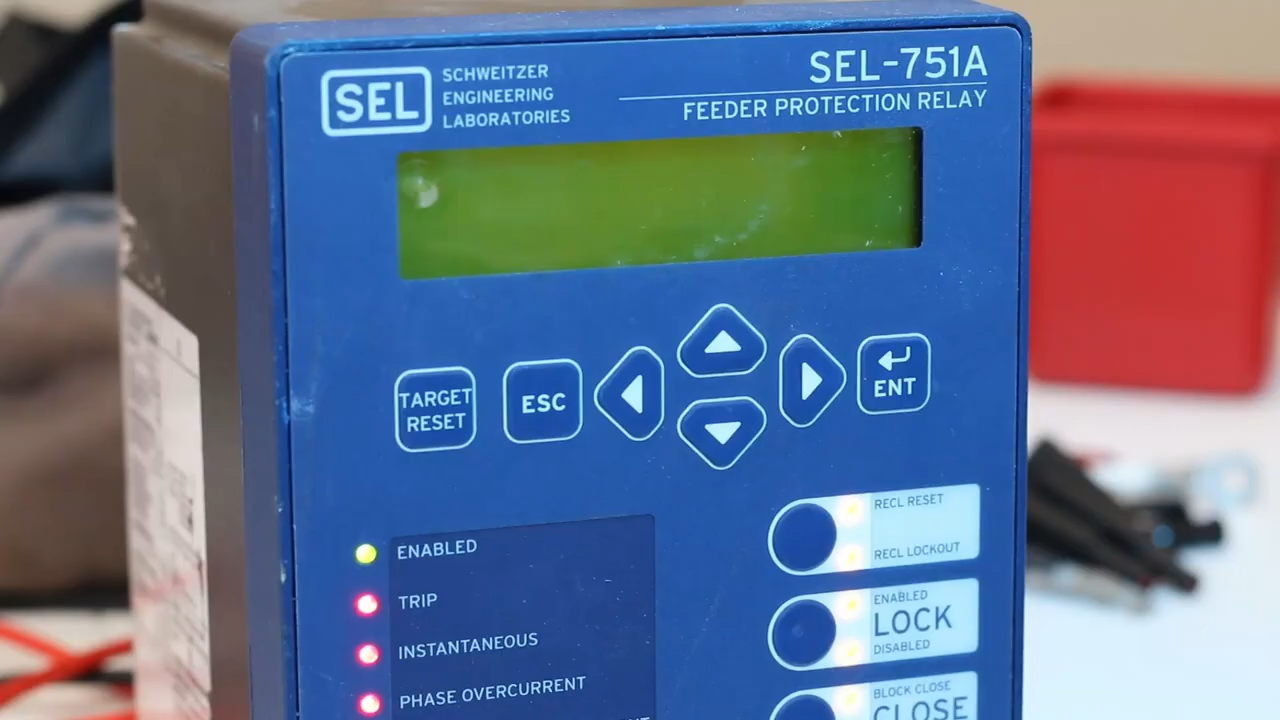 SEL
SCHWEITZER
ENGINEERING
LABORATORIES
SEL-751A
FEEDER PROTECTION RELAY
TARGET
RESET
ESC
ENT
ENABLED
TRIP
INSTANTANEOUS
PHASE OVERCURRENT
RECL RESET
RECL LOCKOUT
ENABLED
LOCK
DISABLED
BLOCK CLOSE
CLOSE